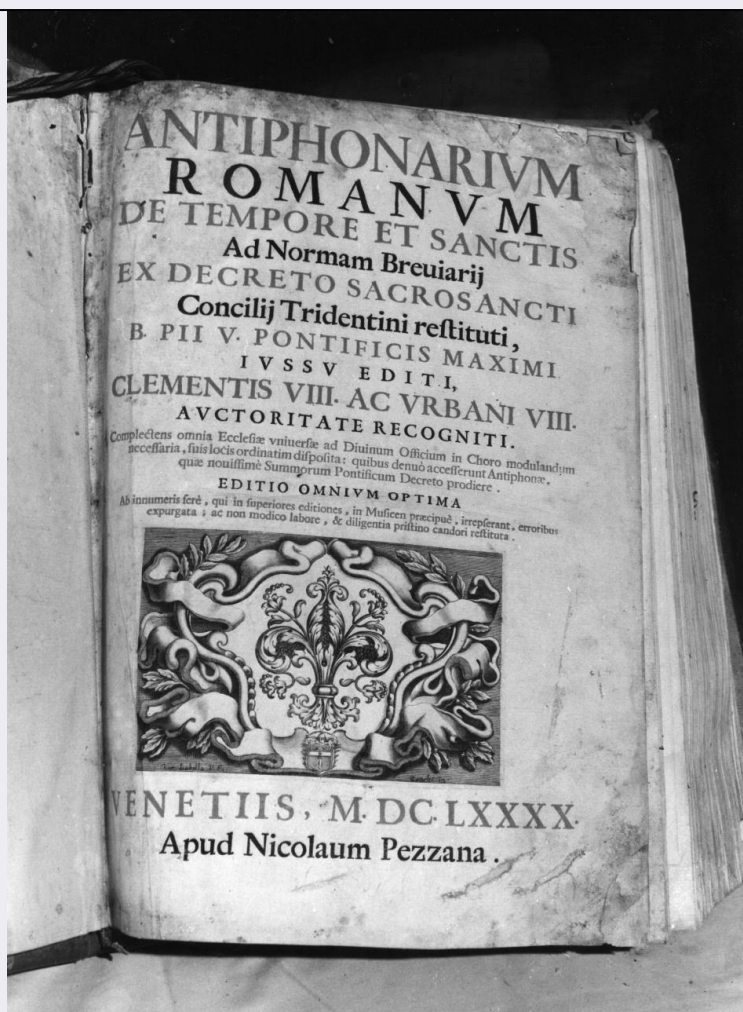 ANTIPHONARIVM
ROMANVM
DE TEMPORE ET SANCTIS
Ad Normam Breuiarij
EX DECRETO SACROSANCTI
Concilij Tridentini reſtituti,
B. PII V. PONTIFICIS MAXIMI
IVSSV EDITI,
CLEMENTIS VIII. AC VRBANI VIII.
AVCTORITATE RECOGNITI.
Complectens omnia Eccleſiæ vniuerſæ ad Diuinum Officium in Choro modulandum
neceſſaria, ſuis locis ordinatim diſpoſita: quibus denuò acceſſerunt Antiphonæ,
quæ nouiſſimè Summorum Pontificum Decreto prodiere.
EDITIO OMNIVM OPTIMA
Ab innumeris ferè, qui in ſuperiores editiones, in Muſicen præcipuè, irrepſerant, erroribus
expurgata; ac non modico labore, & diligentia priſtino candori reſtituta.
VENETIIS, M. DC. LXXXX.
Apud Nicolaum Pezzana.